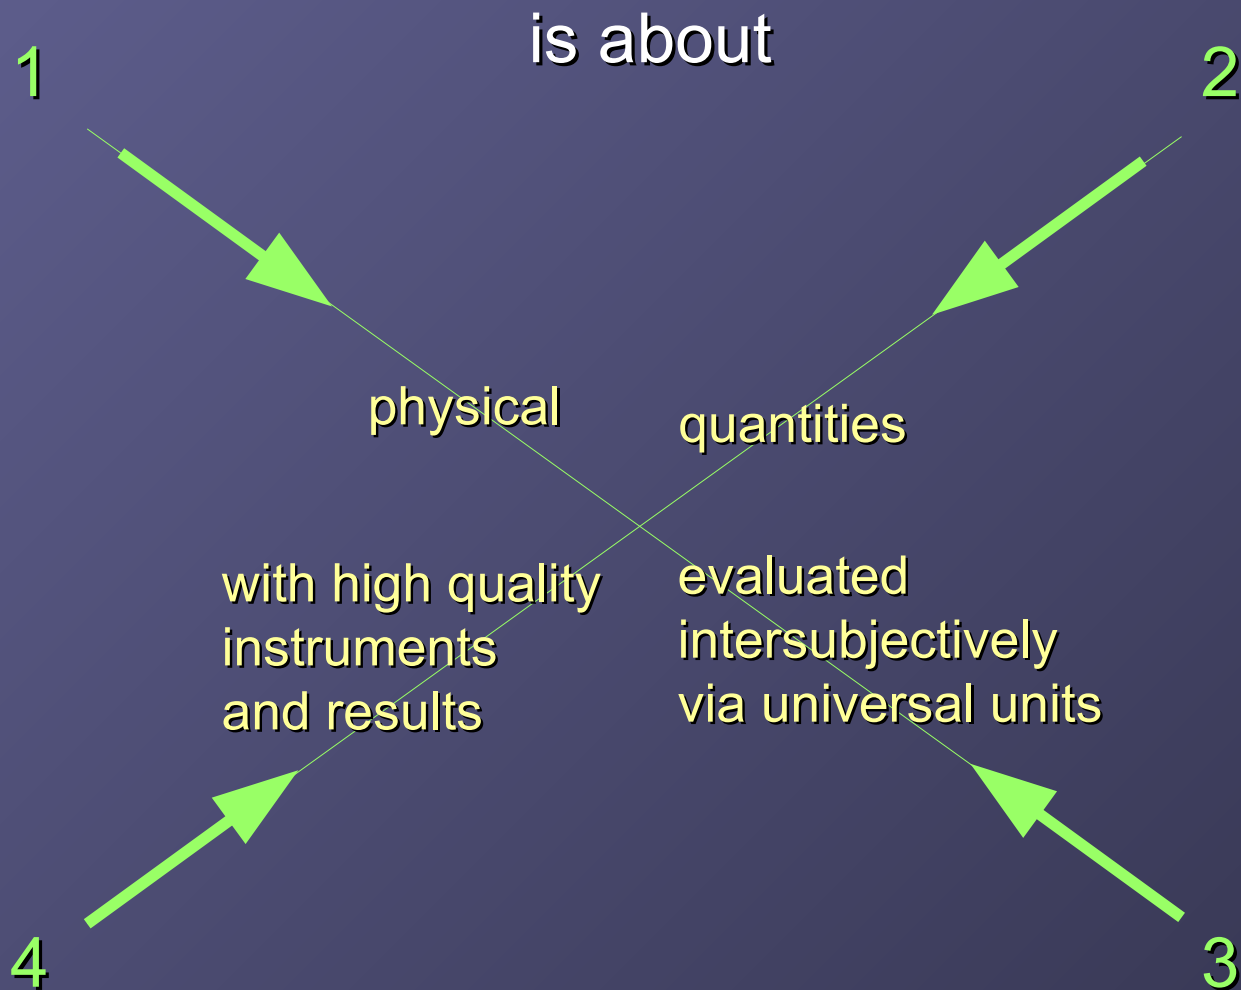 is about
1
2
physical
quantities
with high quality
instruments
and results
evaluated
intersubjectively
via universal units
4
3